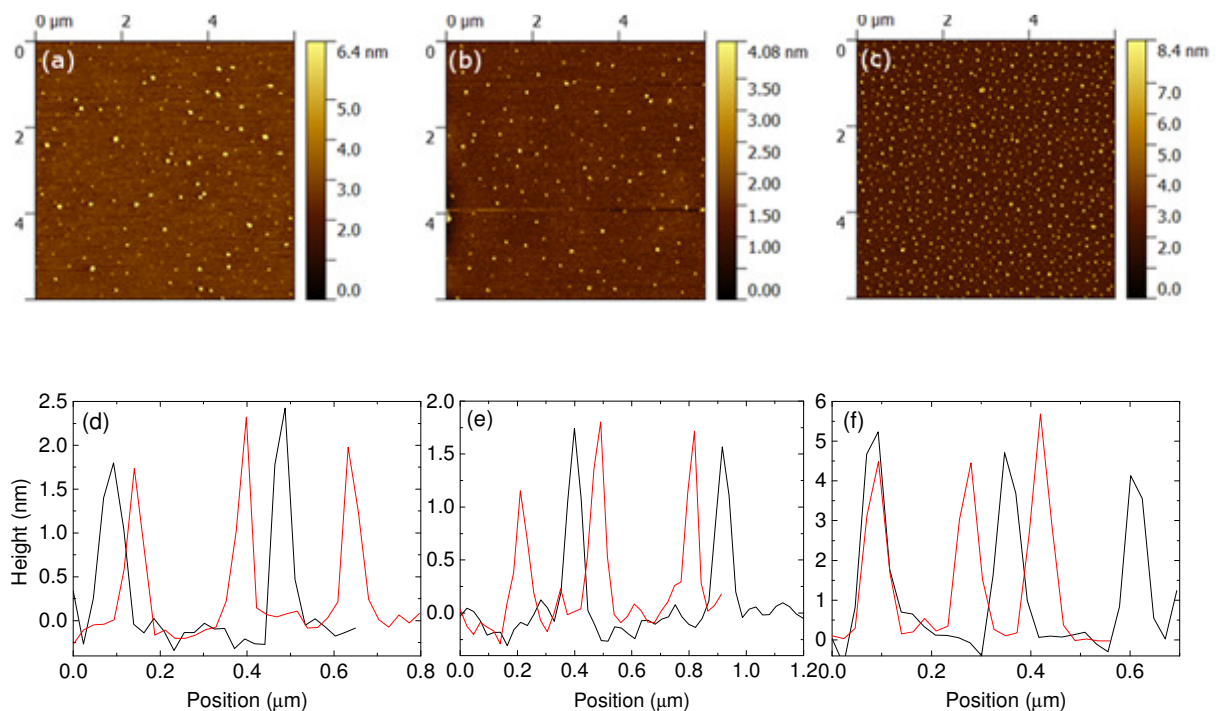 0 µm 2 4
0 2 4
(a)
6.4 nm
5.0
4.0
3.0
2.0
0.0
0 µm 2 4
0 2 4
(b)
4.08 nm
3.50
3.00
2.50
2.00
1.50
0.00
0 µm 2 4
0 2 4
(c)
8.4 nm
7.0
6.0
5.0
4.0
3.0
2.0
0.0
(d)
Height (nm)
2.5
2.0
1.5
1.0
0.5
0.0
0.0 0.2 0.4 0.6 0.8
Position (µm)
(e)
2.0
1.5
1.0
0.5
0.0
0.0 0.2 0.4 0.6 0.8 1.0 1.2
Position (µm)
(f)
6
5
4
3
2
1
0
0.0 0.2 0.4 0.6
Position (µm)